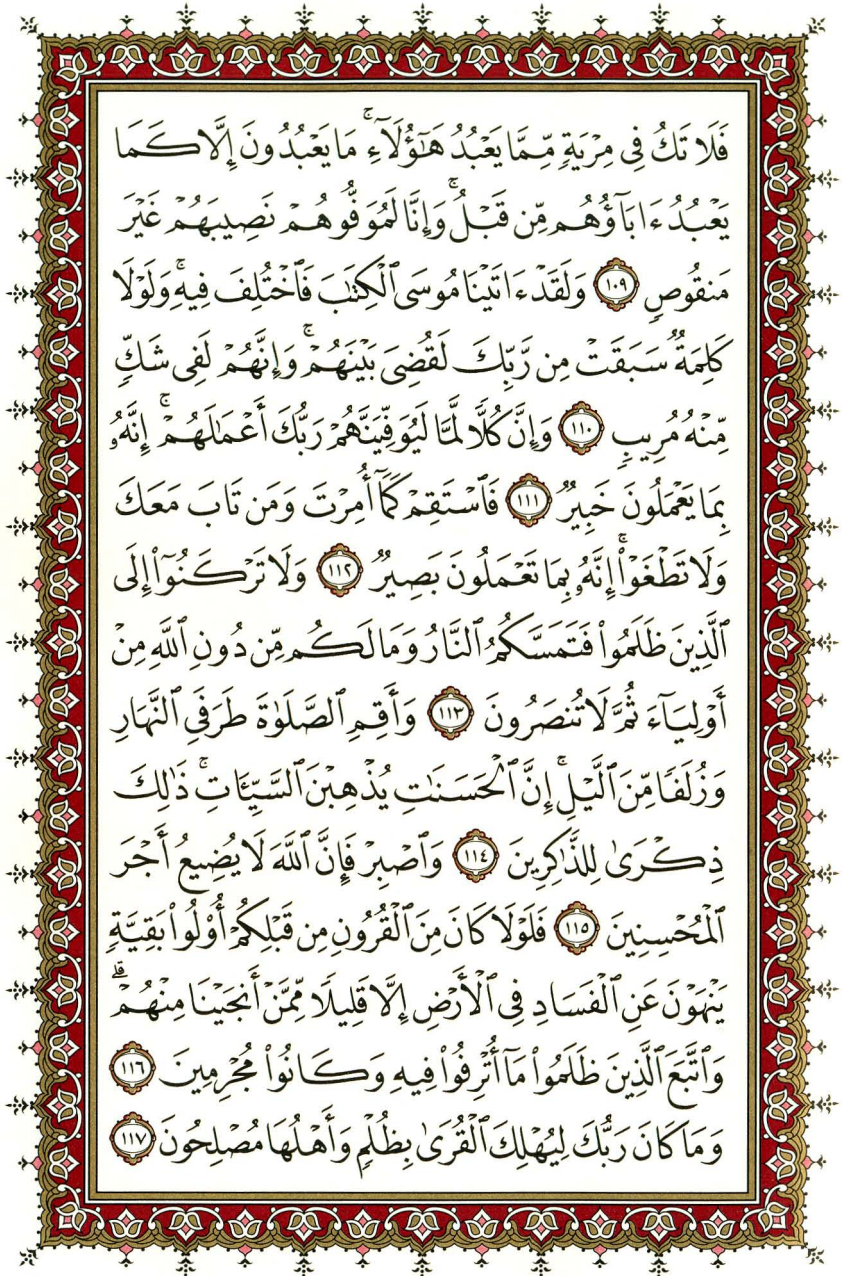 فَلَا تَكُ فِى مِرْيَةٍ مِّمَّا يَعْبُدُ هَٰٓؤُلَآءِ ۚ مَا يَعْبُدُونَ إِلَّا كَمَا
يَعْبُدُ ءَابَآؤُهُم مِّن قَبْلُ ۚ وَإِنَّا لَمُوَفُّوهُمْ نَصِيبَهُمْ غَيْرَ
مَنقُوصٍ ١٠٩ وَلَقَدْ ءَاتَيْنَا مُوسَى ٱلْكِتَٰبَ فَٱخْتُلِفَ فِيهِ ۚ وَلَوْلَا
كَلِمَةٌ سَبَقَتْ مِن رَّبِّكَ لَقُضِىَ بَيْنَهُمْ ۚ وَإِنَّهُمْ لَفِى شَكٍّ
مِّنْهُ مُرِيبٍ ١١٠ وَإِنَّ كُلًّا لَّمَّا لَيُوَفِّيَنَّهُمْ رَبُّكَ أَعْمَٰلَهُمْ ۚ إِنَّهُۥ
بِمَا يَعْمَلُونَ خَبِيرٌ ١١١ فَٱسْتَقِمْ كَمَآ أُمِرْتَ وَمَن تَابَ مَعَكَ
وَلَا تَطْغَوْا۟ ۚ إِنَّهُۥ بِمَا تَعْمَلُونَ بَصِيرٌ ١١٢ وَلَا تَرْكَنُوٓا۟ إِلَى
ٱلَّذِينَ ظَلَمُوا۟ فَتَمَسَّكُمُ ٱلنَّارُ وَمَا لَكُم مِّن دُونِ ٱللَّهِ مِنْ
أَوْلِيَآءَ ثُمَّ لَا تُنصَرُونَ ١١٣ وَأَقِمِ ٱلصَّلَوٰةَ طَرَفَىِ ٱلنَّهَارِ
وَزُلَفًا مِّنَ ٱلَّيْلِ ۚ إِنَّ ٱلْحَسَنَٰتِ يُذْهِبْنَ ٱلسَّيِّـَٔاتِ ۚ ذَٰلِكَ
ذِكْرَىٰ لِلذَّٰكِرِينَ ١١٤ وَٱصْبِرْ فَإِنَّ ٱللَّهَ لَا يُضِيعُ أَجْرَ
ٱلْمُحْسِنِينَ ١١٥ فَلَوْلَا كَانَ مِنَ ٱلْقُرُونِ مِن قَبْلِكُمْ أُو۟لُوا۟ بَقِيَّةٍ
يَنْهَوْنَ عَنِ ٱلْفَسَادِ فِى ٱلْأَرْضِ إِلَّا قَلِيلًا مِّمَّنْ أَنجَيْنَا مِنْهُمْ ۗ
وَٱتَّبَعَ ٱلَّذِينَ ظَلَمُوا۟ مَآ أُتْرِفُوا۟ فِيهِ وَكَانُوا۟ مُجْرِمِينَ ١١٦
وَمَا كَانَ رَبُّكَ لِيُهْلِكَ ٱلْقُرَىٰ بِظُلْمٍ وَأَهْلُهَا مُصْلِحُونَ ١١٧